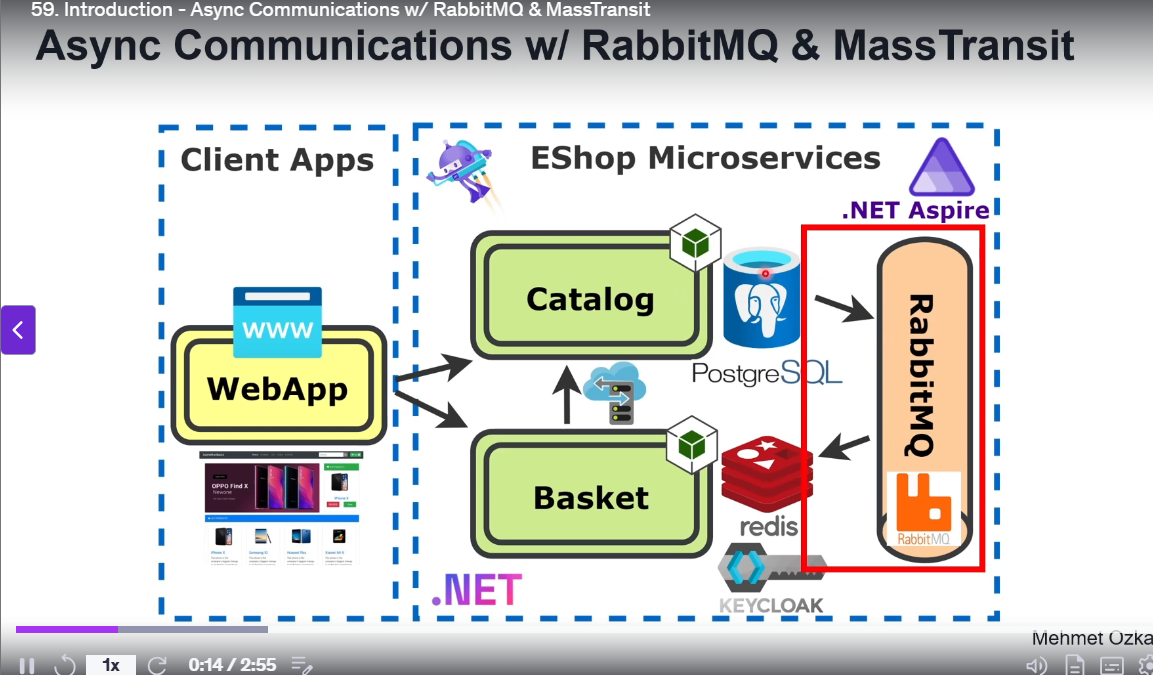 59. Introduction - Async Communications w/ RabbitMQ & MassTransit
Async Communications w/ RabbitMQ & MassTransit
Client Apps
EShop Microservices
.NET Aspire
Catalog
WWW
WebApp
PostgreSQL
RabbitMQ
OPPO Find X
Basket
redis
RabbitMQ
.NET
KEYCLOAK
Mehmet Ozka
1x
0:14 / 2:55